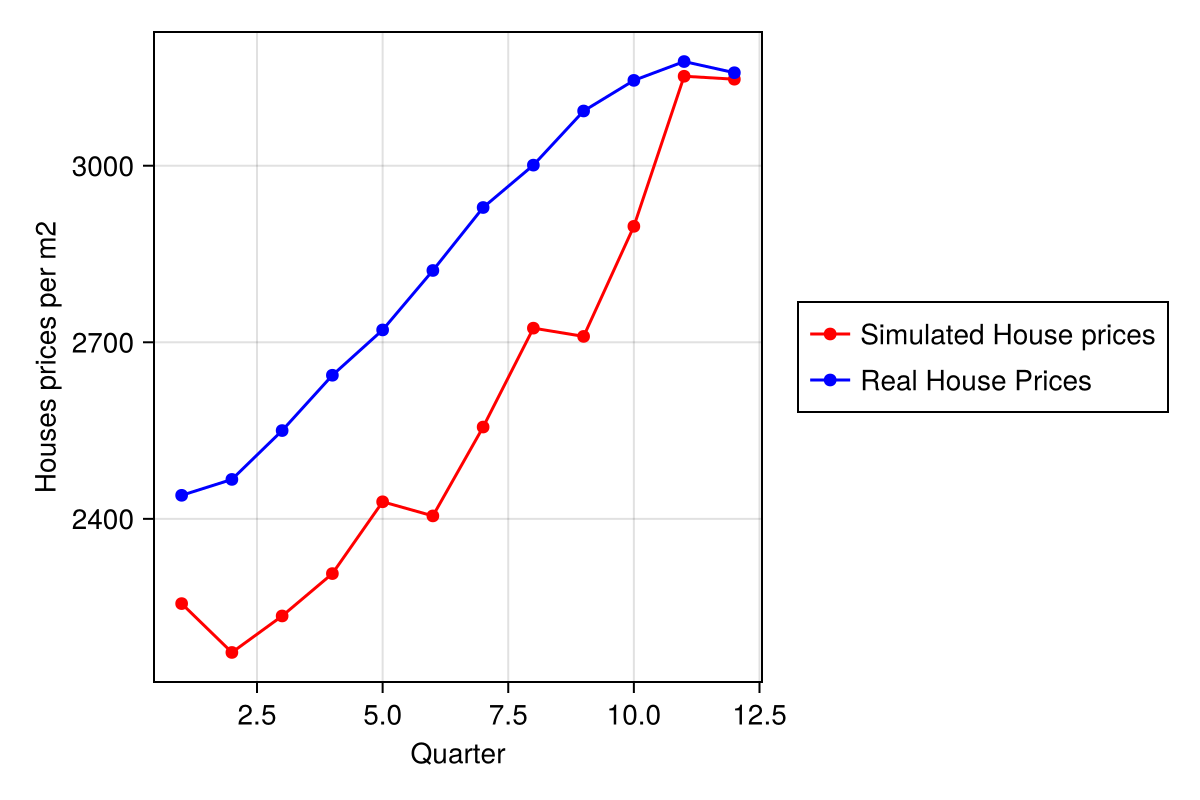 Houses prices per m2
3000
2700
2400
2.5 5.0 7.5 10.0 12.5
Quarter
Simulated House prices
Real House Prices